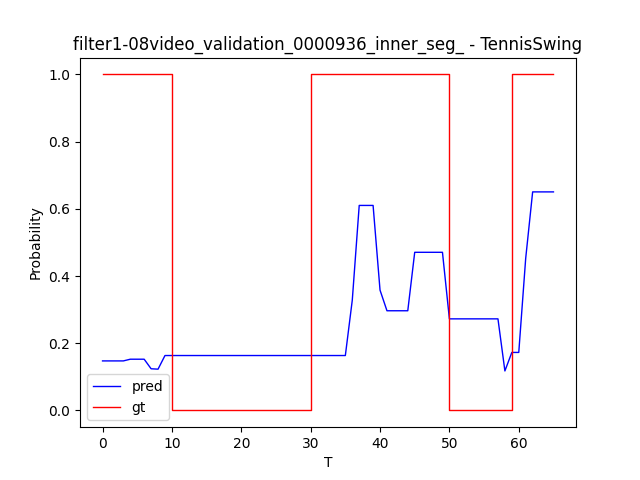 filter1-08video_validation_0000936_inner_seg_ - TennisSwing
1.0
0.8
0.6
0.4
0.2
0.0
Probability
pred
gt
0 10 20 30 40 50 60
T